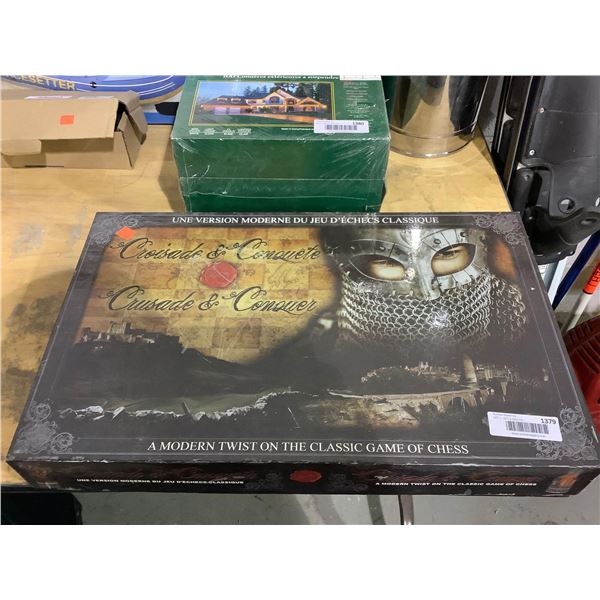 CESETTER
1380
UNE VERSION MODERNE DU JEU D'ÉCHECS CLASSIQUE
Croisade & Conquête
Crusade & Conquer
1379
A MODERN TWIST ON THE CLASSIC GAME OF CHESS
UNE VERSION MODERNE DU JEU D'ÉCHECS CLASSIQUE
A MODERN TWIST ON THE CLASSIC GAME OF CHESS